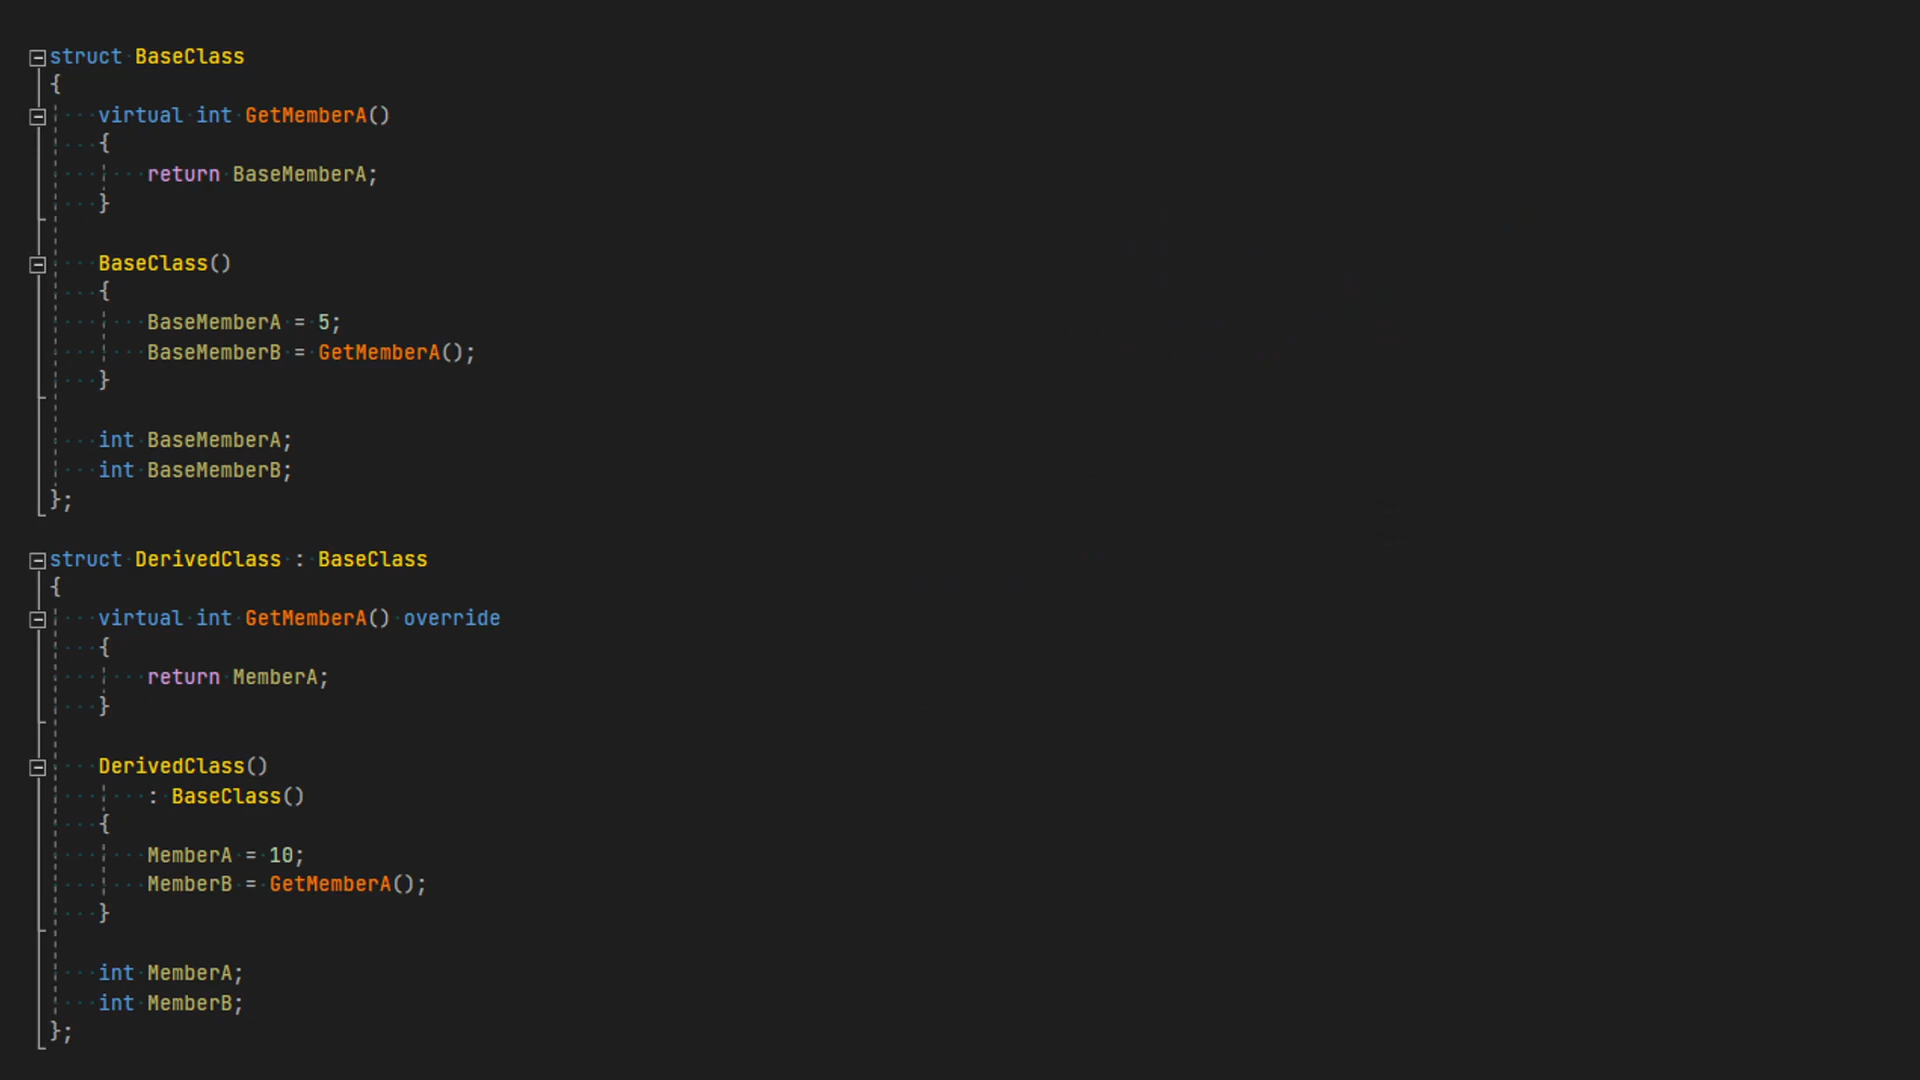 struct BaseClass
{
    virtual int GetMemberA()
    {
        return BaseMemberA;
    }

    BaseClass()
    {
        BaseMemberA = 5;
        BaseMemberB = GetMemberA();
    }

    int BaseMemberA;
    int BaseMemberB;
};

struct DerivedClass : BaseClass
{
    virtual int GetMemberA() override
    {
        return MemberA;
    }

    DerivedClass()
        : BaseClass()
    {
        MemberA = 10;
        MemberB = GetMemberA();
    }

    int MemberA;
    int MemberB;
};